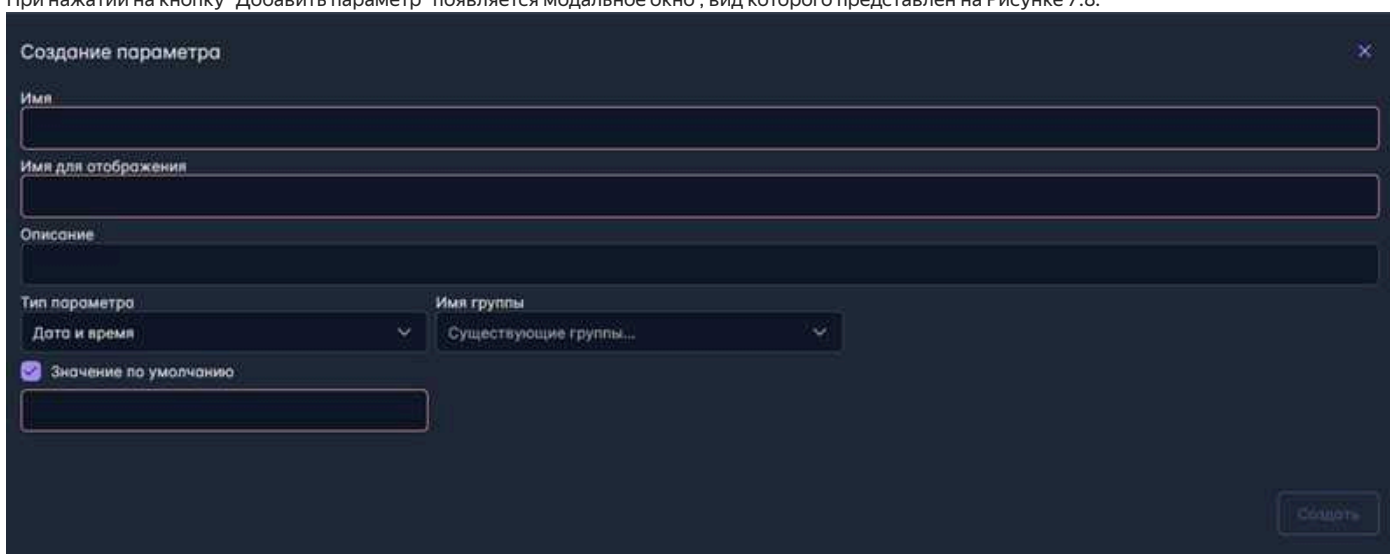 При нажатии на кнопку "Добавить параметр" появляется модальное окно , вид которого представлен на Рисунке 7.8.
Создание параметра
Имя
Имя для отображения
Описание
Тип параметра Имя группы
Дата и время Существующие группы...
Значение по умолчанию
Создать